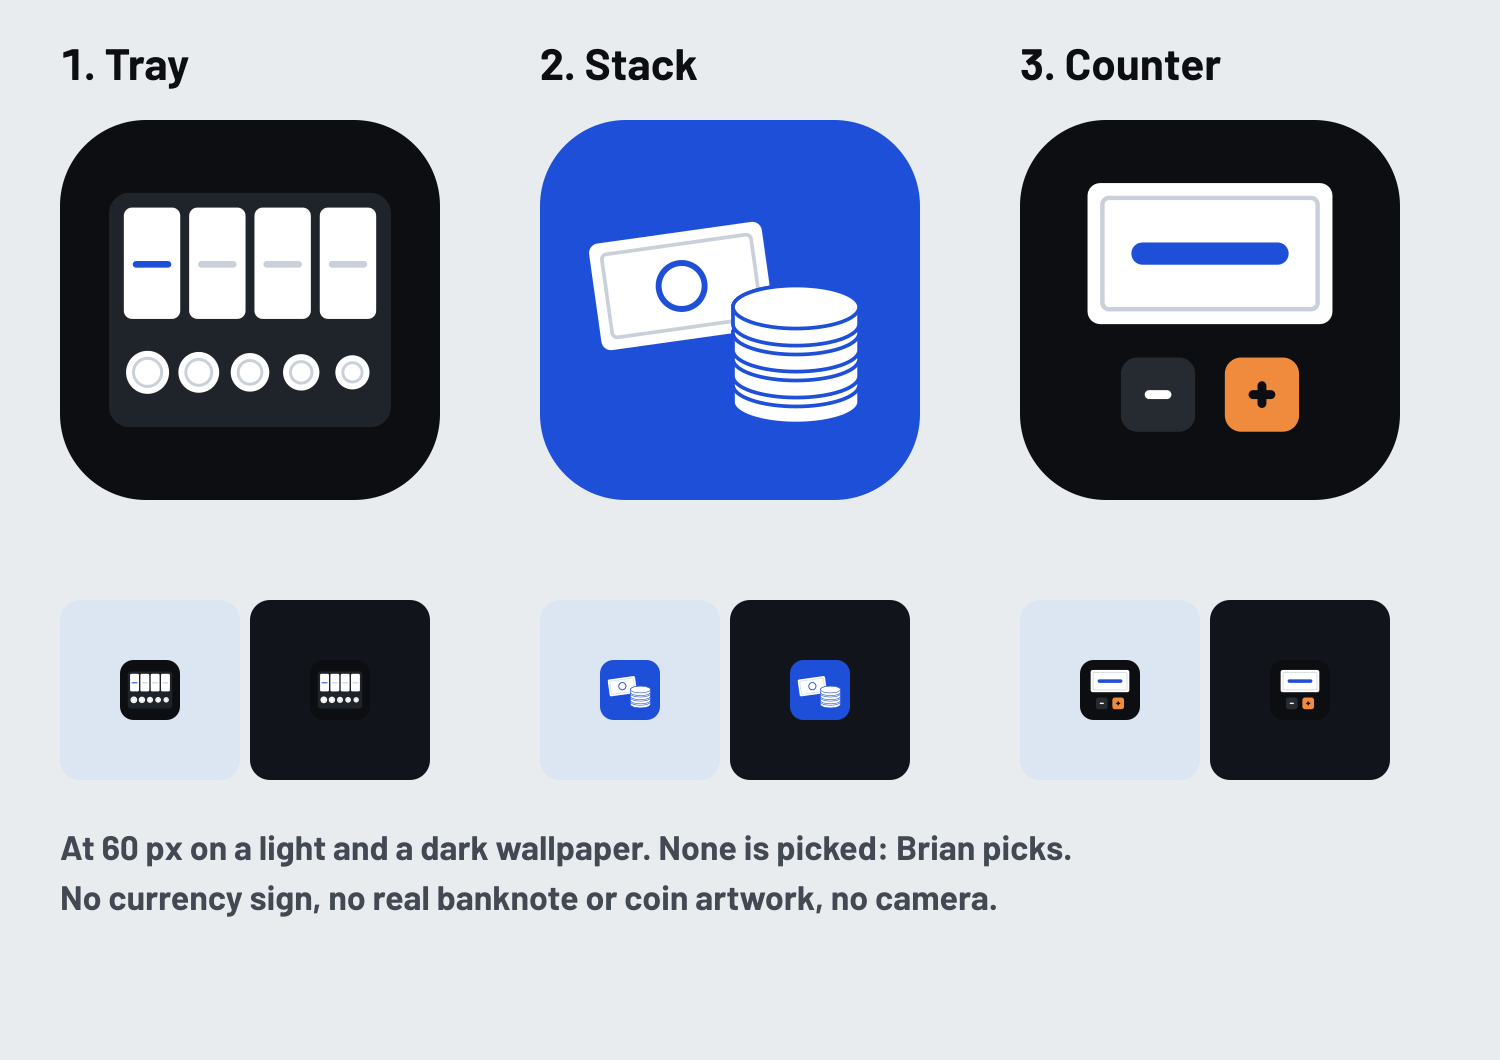 1. Tray
2. Stack
3. Counter
At 60 px on a light and a dark wallpaper. None is picked: Brian picks.
No currency sign, no real banknote or coin artwork, no camera.